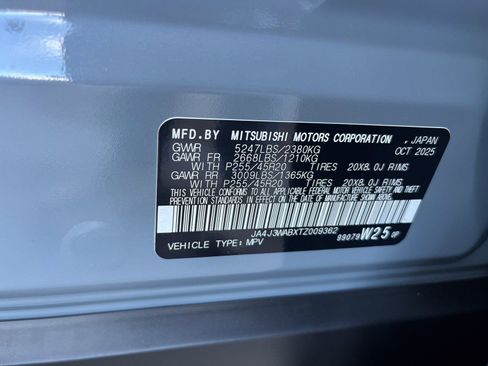 MFD.BY MITSUBISHI MOTORS CORPORATION , JAPAN
GVWR 5247LBS/2380KG OCT 2025
GAWR FR 2668LBS/1210KG
WITH P255/45R20 TIRES 20X8.0J RIMS
GAWR RR 3009LBS/1365KG
WITH P255/45R20 TIRES 20X8.0J RIMS
THIS VEHICLE CONFORMS TO ALL APPLICABLE FEDERAL MOTOR VEHICLE SAFETY AND THEFT
PREVENTION STANDARDS IN EFFECT ON THE DATE OF MANUFACTURE SHOWN ABOVE.
JA4J3WABXTZ009362
99079 W25 OP
VEHICLE TYPE: MPV